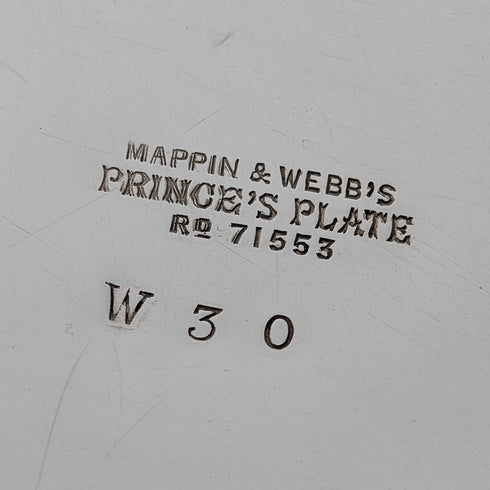 MAPPIN & WEBB'S
PRINCE'S PLATE
RD 71553
W 3 0